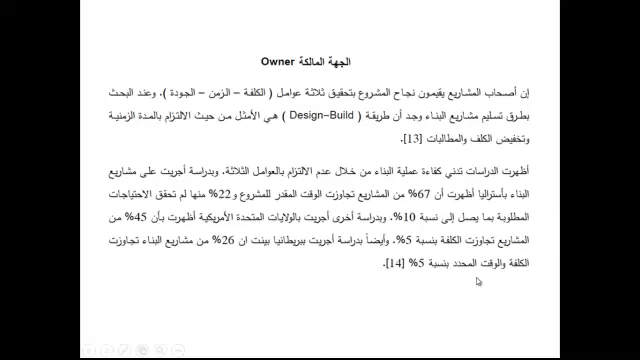 الجهة المالكة Owner
إن أصحاب المشاريع يقيمون نجاح المشروع بتحقيق ثلاثة عوامل ( الكلفة – الزمن – الجودة ). وعند البحث
بطرق تسليم مشاريع البناء وجد أن طريقة ( Design–Build ) هي الأمثل من حيث الالتزام بالمدة الزمنية
وتخفيض الكلف والمطالبات [13].
أظهرت الدراسات تدني كفاءة عملية البناء من خلال عدم الالتزام بالعوامل الثلاثة. وبدراسة أجريت على مشاريع
البناء بأستراليا أظهرت أن 67% من المشاريع تجاوزت الوقت المقدر للمشروع و22% منها لم تحقق الاحتياجات
المطلوبة بما يصل إلى نسبة 10%. وبدراسة أخرى أجريت بالولايات المتحدة الأمريكية أظهرت بأن 45% من
المشاريع تجاوزت الكلفة بنسبة 5%. وأيضاً بدراسة أجريت ببريطانيا بينت ان 26% من مشاريع البناء تجاوزت
الكلفة والوقت المحدد بنسبة 5% [14].